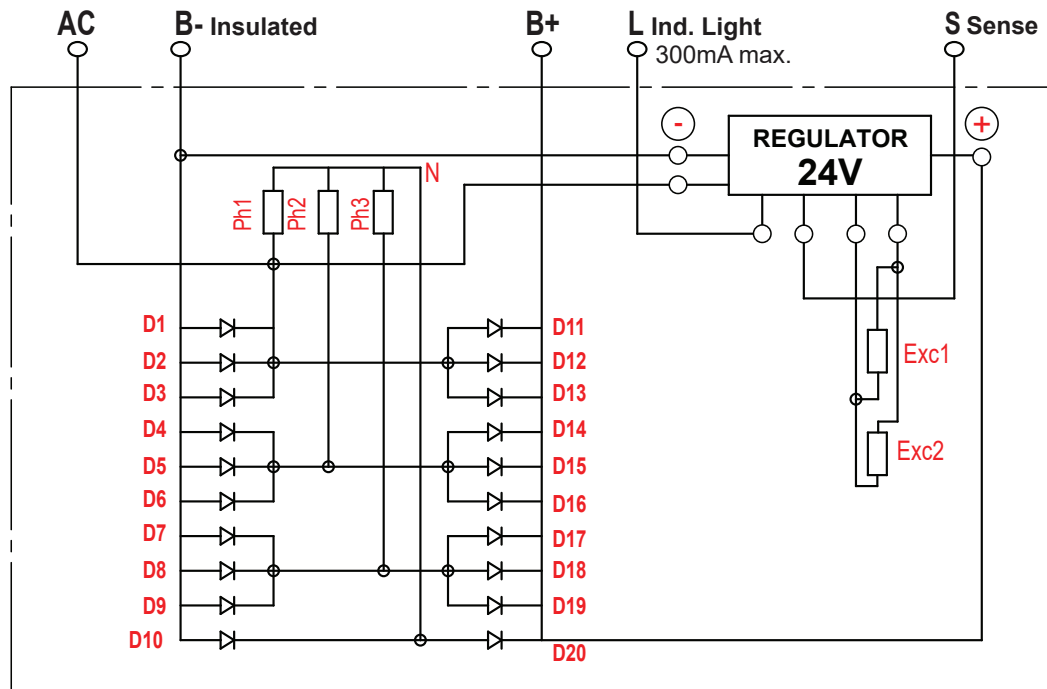 AC
B- Insulated
B+
L Ind. Light
300mA max.
S Sense
-
+
REGULATOR
24V
N
Ph1
Ph2
Ph3
D1
D11
D2
D12
D3
D13
D4
D14
D5
D15
D6
D16
D7
D17
D8
D18
D9
D19
D10
D20
Exc1
Exc2